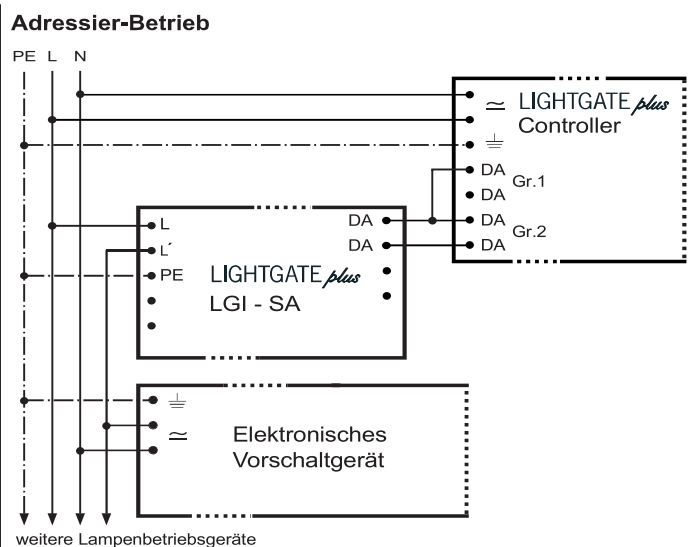 Adressier-Betrieb
PE L N
LIGHTGATE plus
Controller
DA
Gr.1
DA
DA
Gr.2
DA
L
DA
L´
DA
PE
LIGHTGATE plus
LGI - SA
Elektronisches
Vorschaltgerät
weitere Lampenbetriebsgeräte